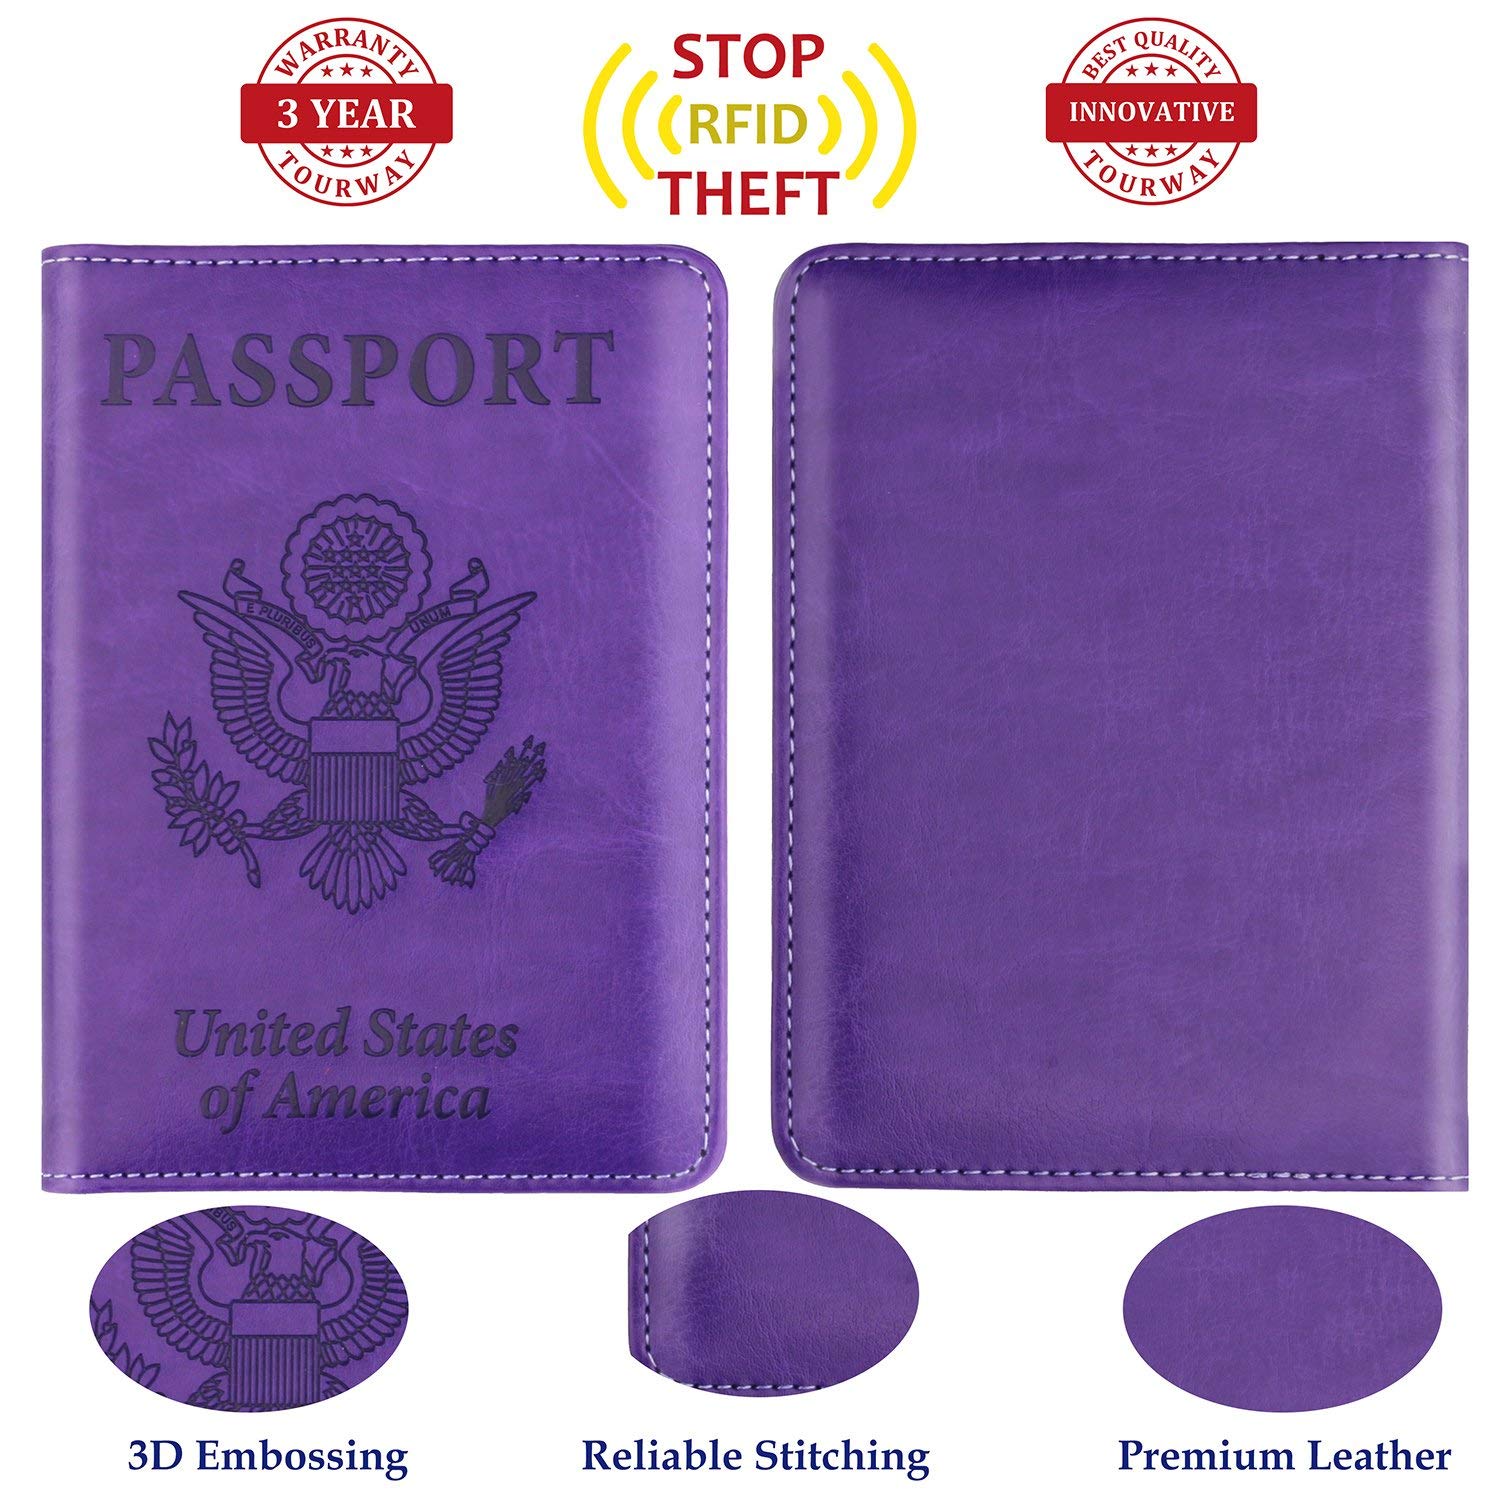 WARRANTY
3 YEAR
TOURWAY
STOP
RFID
THEFT
BEST QUALITY
INNOVATIVE
TOURWAY
PASSPORT
E PLURIBUS UNUM
United States
of America
BUS
3D Embossing
Reliable Stitching
Premium Leather